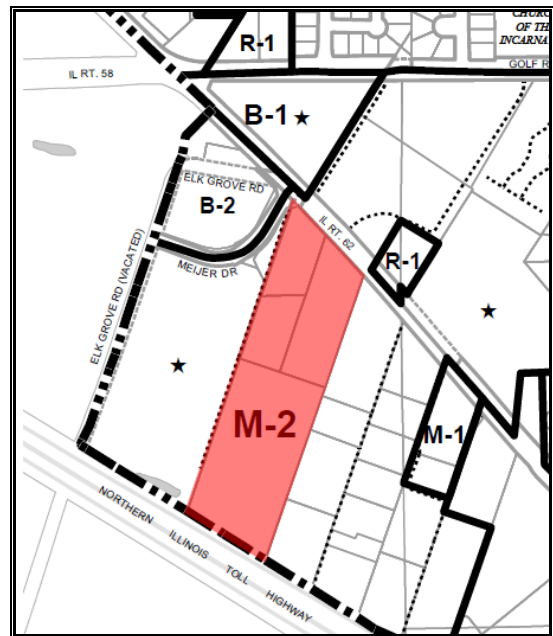 CHURCH
OF THE
R-1
IL RT. 58
GOLF R
B-1
ELK GROVE RD
B-2
IL RT. 62
R-1
MEIJER DR
ELK GROVE RD (VACATED)
M-2
M-1
NORTHERN ILLINOIS TOLL HIGHWAY